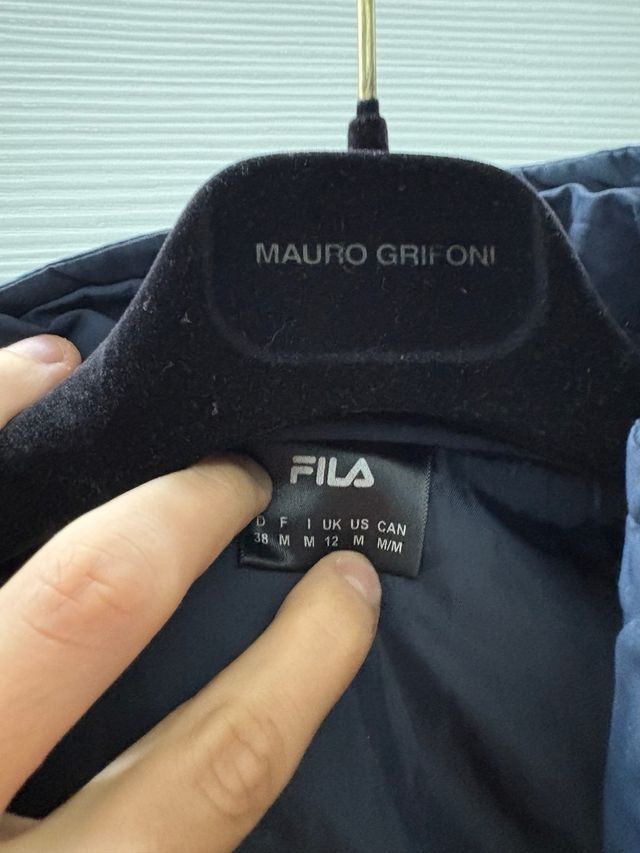 MAURO GRIFONI
FILA
D F I UK US CAN
38 M M 12 M M/M